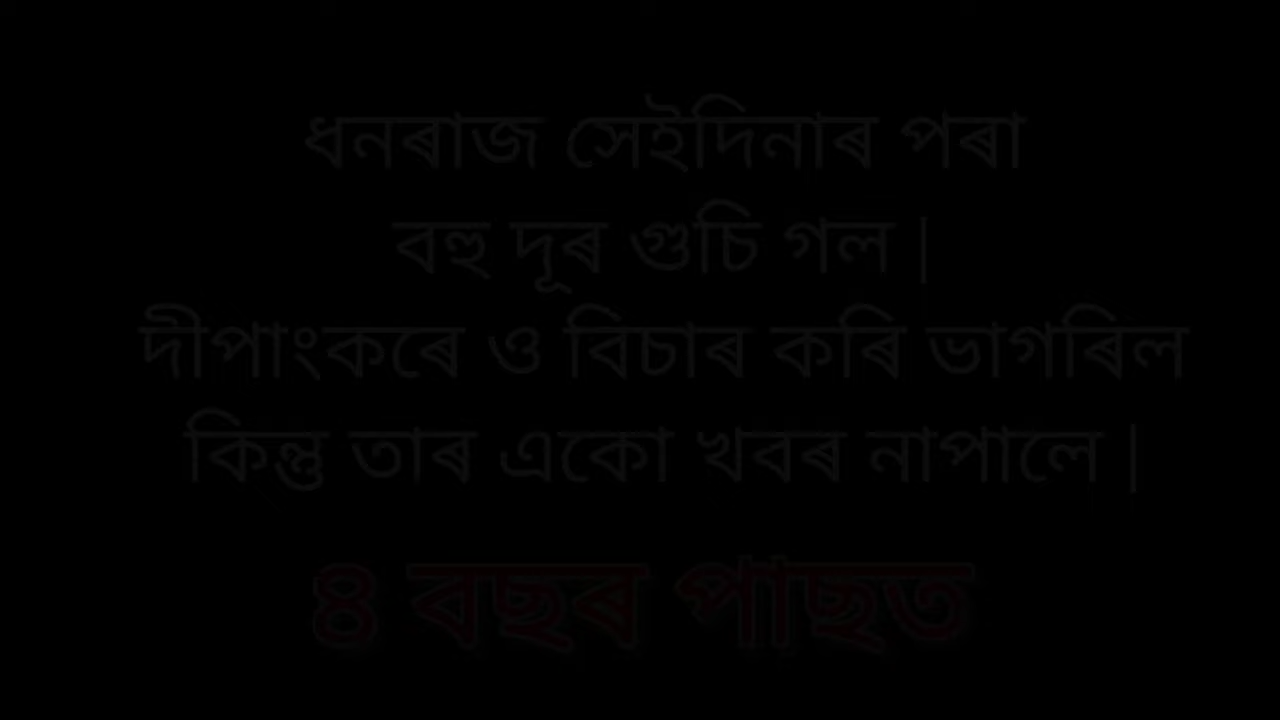 ধনৰাজ সেইদিনাৰ পৰা
বহু দূৰ গুচি গল |
দীপাংকৰে ও বিচাৰ কৰি ভাগৰিল
কিন্তু তাৰ একো খবৰ নাপালে |
৪ বছৰ পাছত